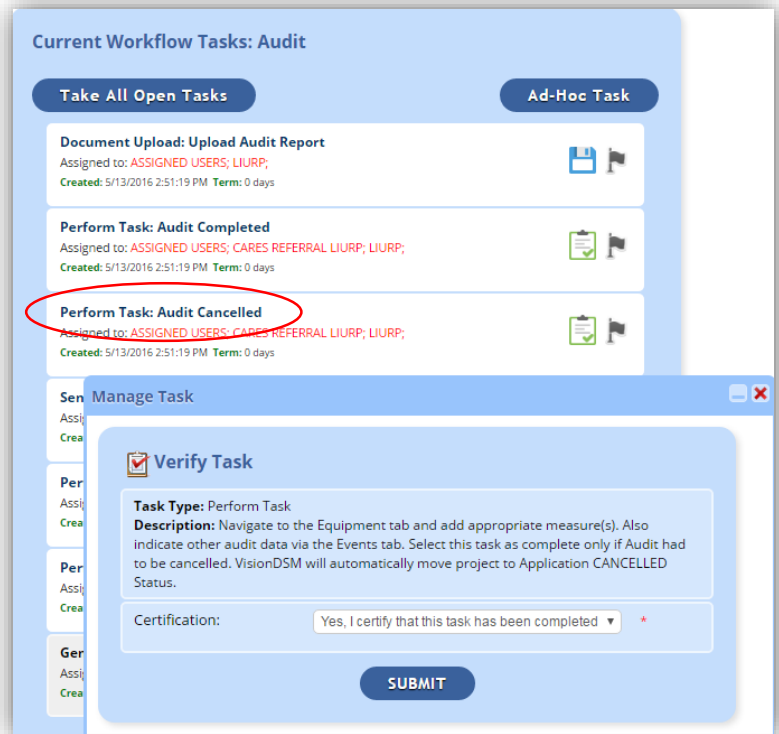 Current Workflow Tasks: Audit
Take All Open Tasks
Ad-Hoc Task
Document Upload: Upload Audit Report
Assigned to: ASSIGNED USERS; LIURP;
Created: 5/13/2016 2:51:19 PM Term: 0 days
Perform Task: Audit Completed
Assigned to: ASSIGNED USERS; CARES REFERRAL LIURP; LIURP;
Created: 5/13/2016 2:51:19 PM Term: 0 days
Perform Task: Audit Cancelled
Assigned to: ASSIGNED USERS; CARES REFERRAL LIURP; LIURP;
Created: 5/13/2016 2:51:19 PM Term: 0 days
Sen
Assi
Crea
Manage Task
Verify Task
Per
Assi
Crea
Task Type: Perform Task
Description: Navigate to the Equipment tab and add appropriate measure(s). Also
indicate other audit data via the Events tab. Select this task as complete only if Audit had
to be cancelled. VisionDSM will automatically move project to Application CANCELLED
Status.
Per
Assi
Crea
Certification:
Yes, I certify that this task has been completed
*
Ger
Assi
Crea
SUBMIT